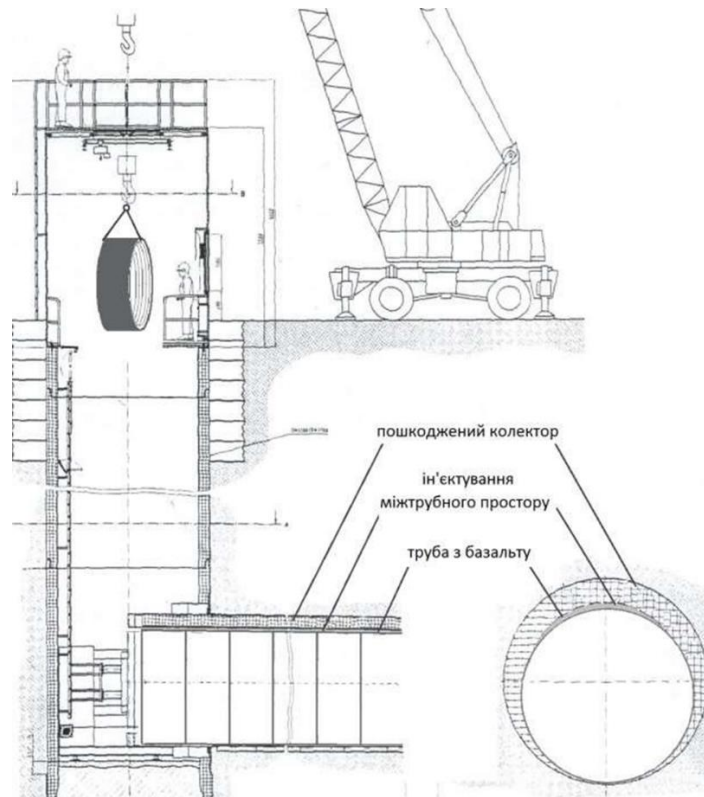 пошкоджений колектор
ін'єктування
міжтрубного простору
труба з базальту